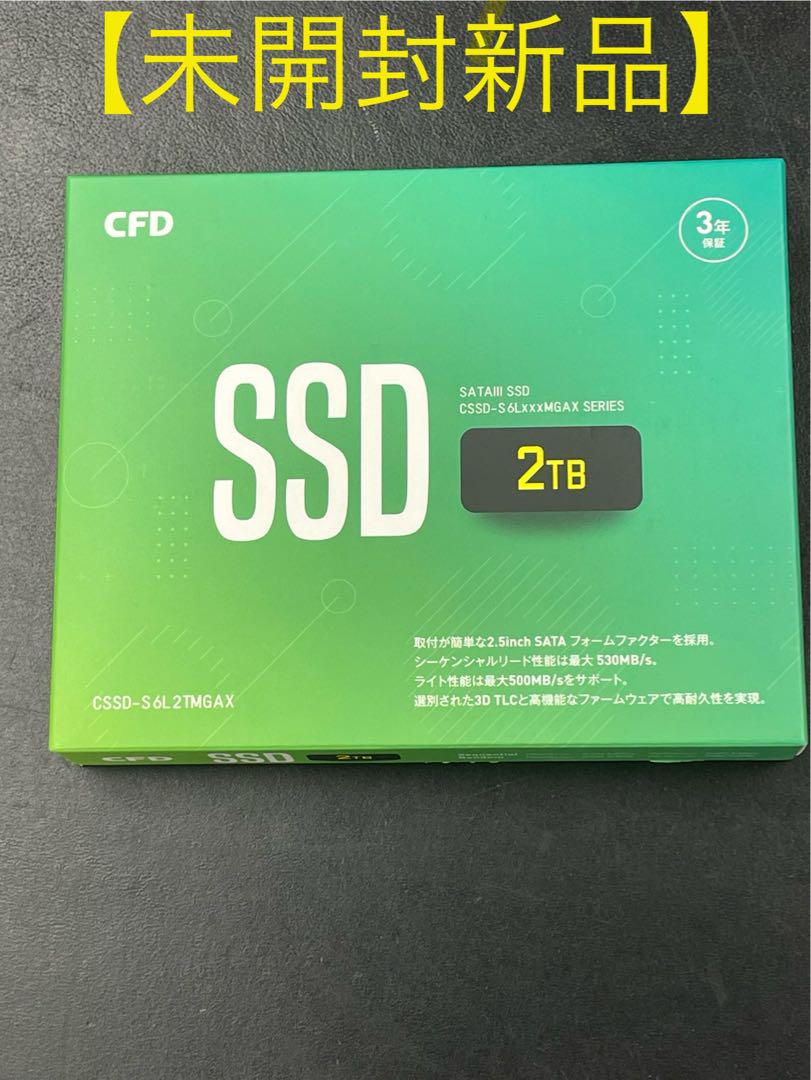 【未開封新品】
CFD
3年
保証
SSD
SATAIII SSD
CSSD-S6LxxxMGAX SERIES
2TB
取付が簡単な2.5inch SATA フォームファクターを採用。
シーケンシャルリード性能は最大 530MB/s。
ライト性能は最大500MB/sをサポート。
選別された3D TLCと高機能なファームウェアで高耐久性を実現。
CSSD-S6L2TMGAX
CFD
SSD
2TB
Sequential
Random